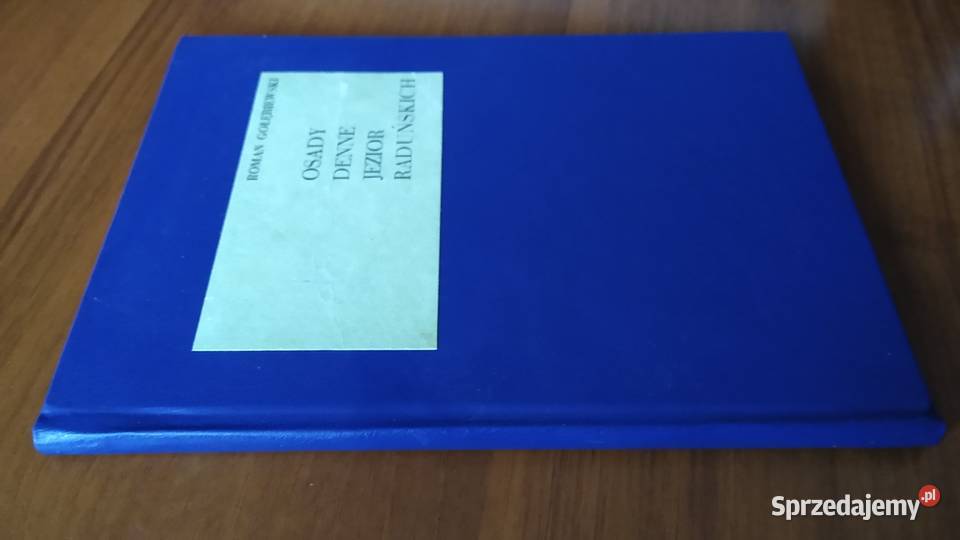 ROMAN GOŁĘBIEWSKI
OSADY
DENNE
JEZIOR
RADUŃSKICH
Sprzedajemy.pl